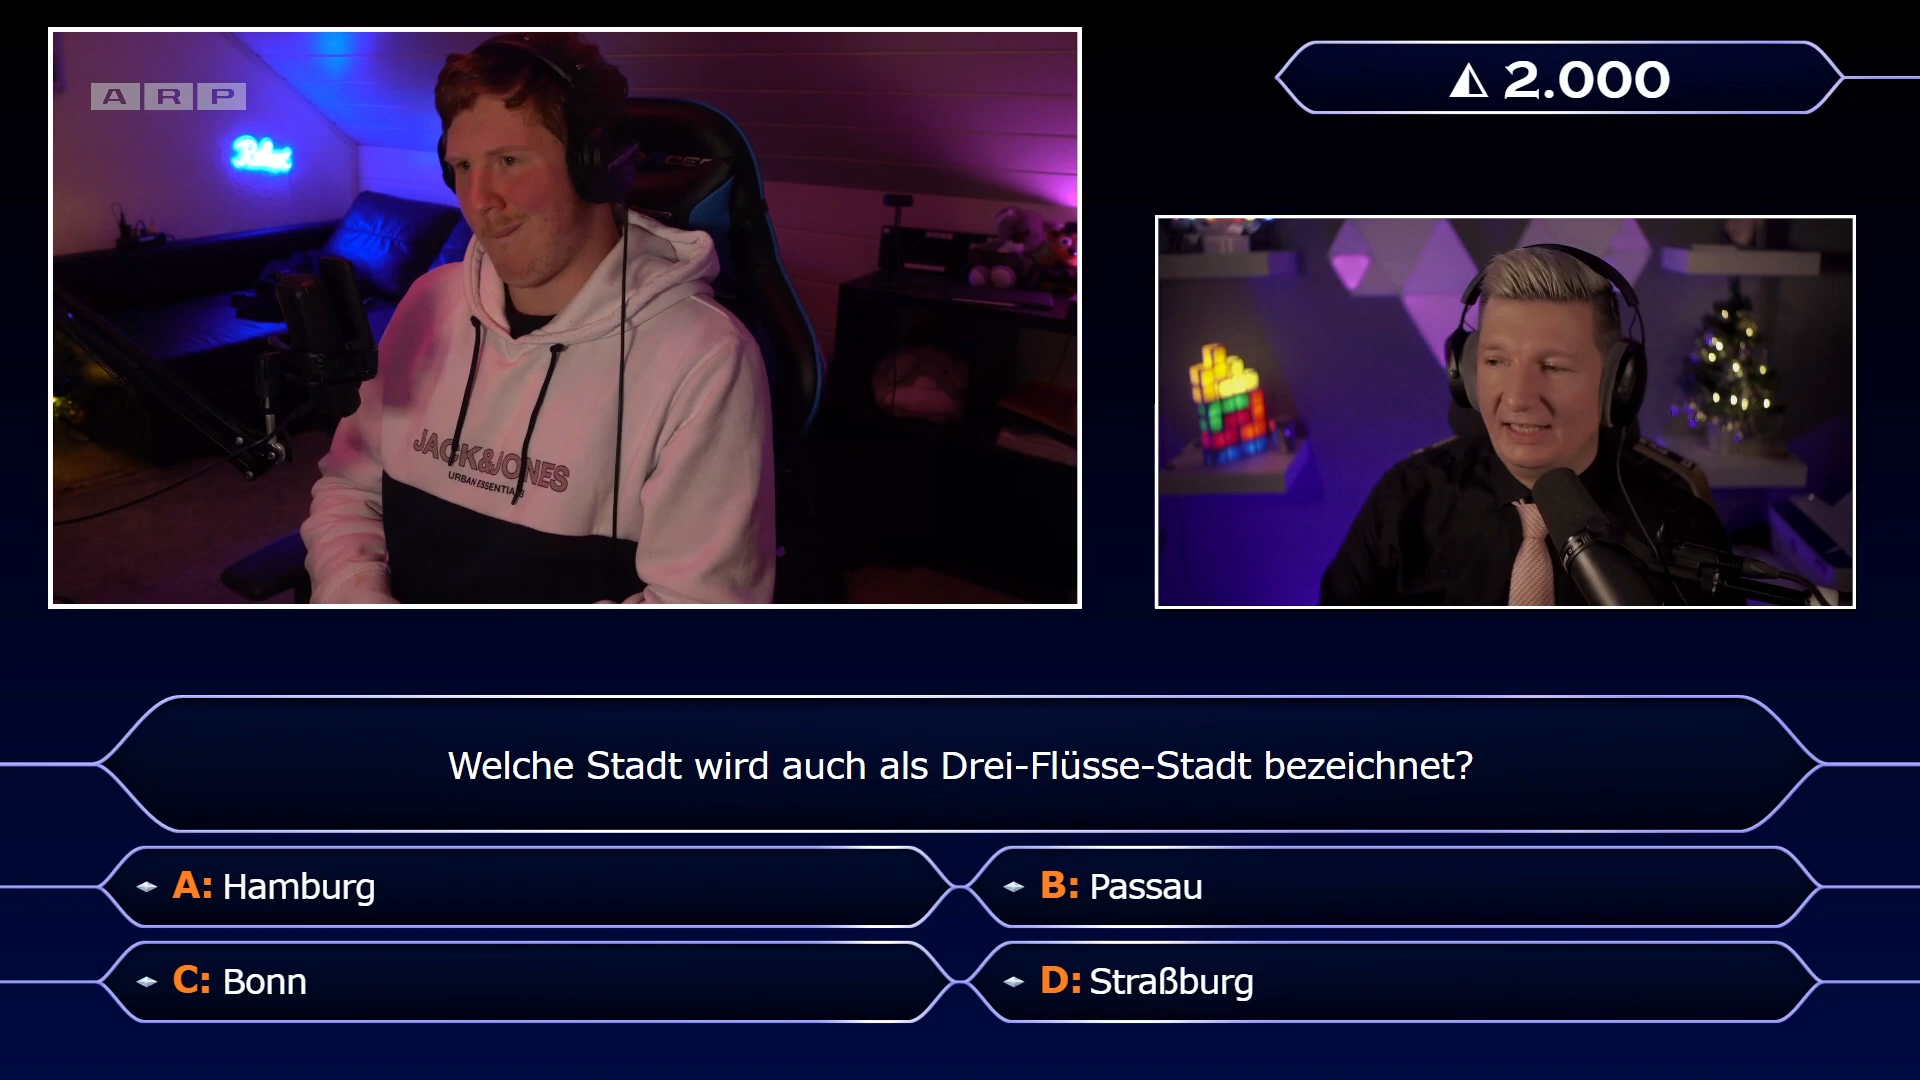 A R P
Relax
2.000
JACK&JONES
URBAN ESSENTIALS
Welche Stadt wird auch als Drei-Flüsse-Stadt bezeichnet?
A: Hamburg
B: Passau
C: Bonn
D: Straßburg